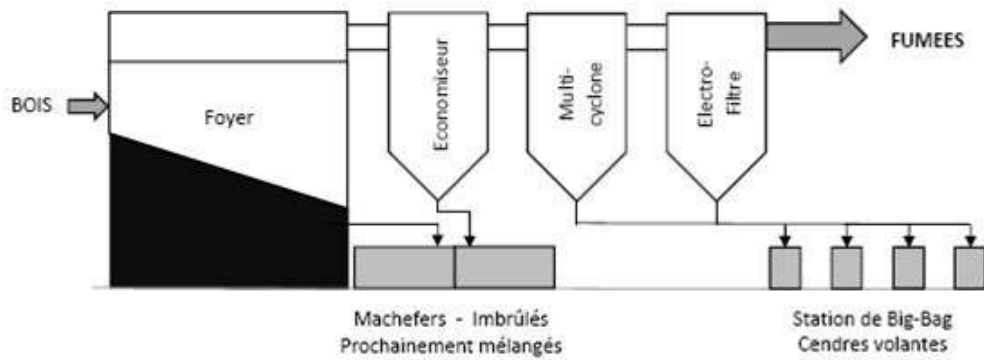 BOIS
Foyer
Economiseur
Multi-
cyclone
Electro-
Filtre
FUMEES
Machefers - Imbrûlés
Prochainement mélangés
Station de Big-Bag
Cendres volantes